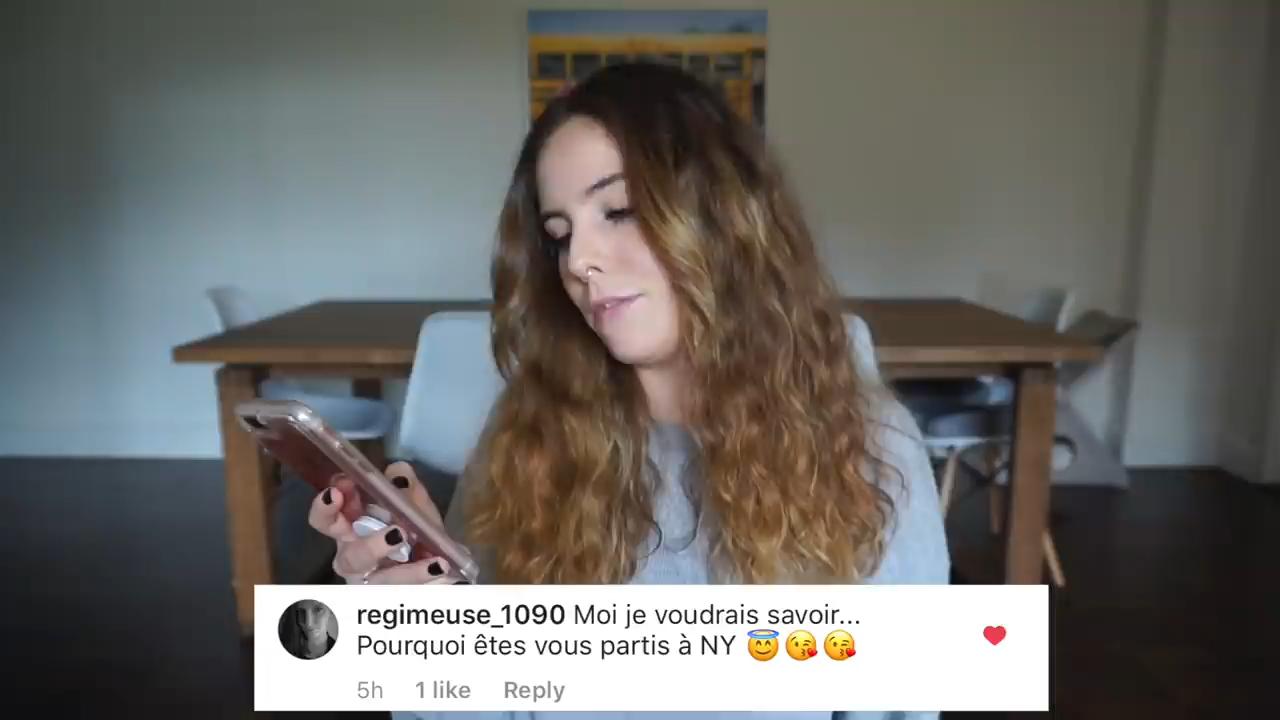 regimeuse_1090 Moi je voudrais savoir...
Pourquoi êtes vous partis à NY 😇😘😘
5h 1 like Reply